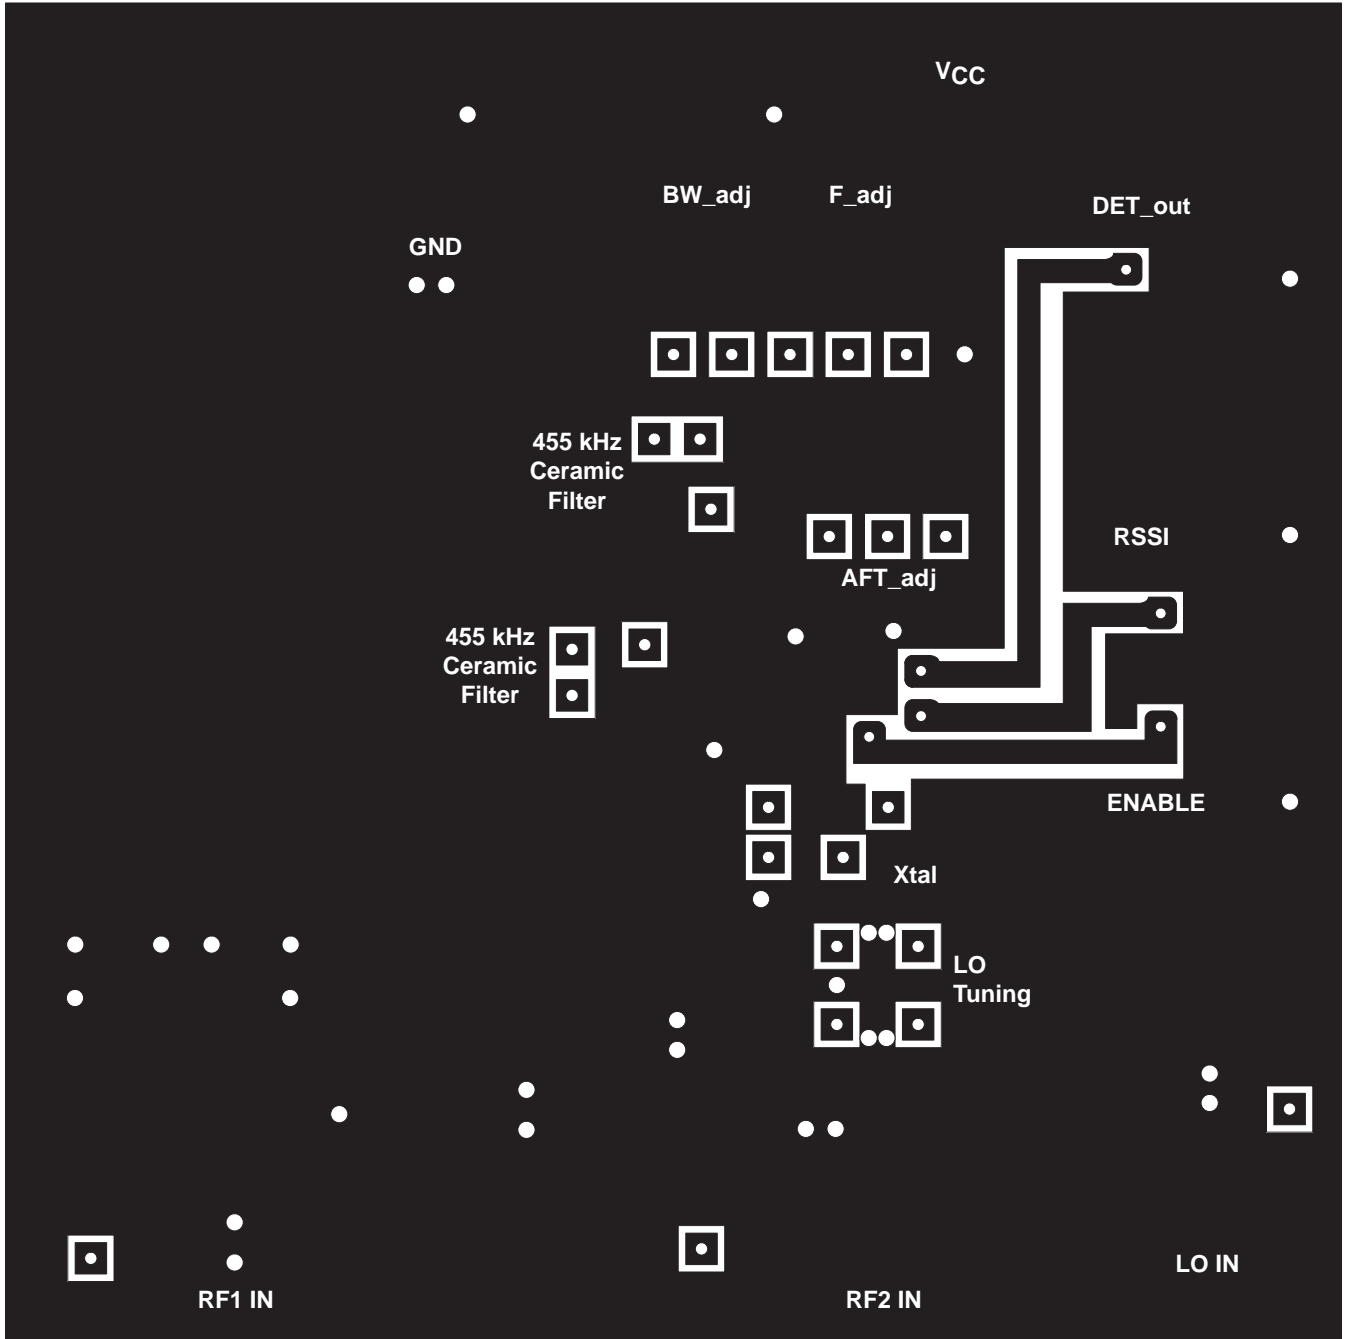 VCC
BW_adj
F_adj
DET_out
GND
455 kHz
Ceramic
Filter
RSSI
AFT_adj
455 kHz
Ceramic
Filter
ENABLE
Xtal
LO
Tuning
LO IN
RF1 IN
RF2 IN